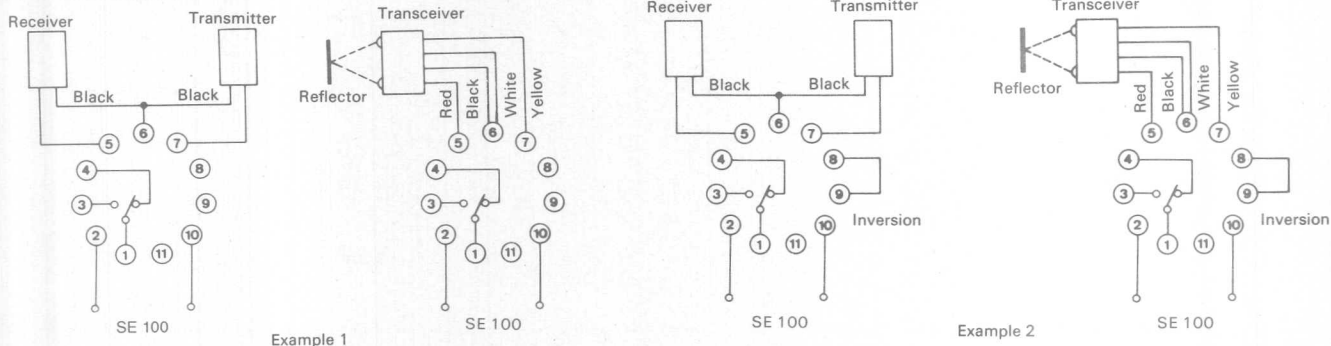 Receiver
Transmitter
Black
Black
5
6
7
4
8
3
9
2
10
1
11
SE 100
Transceiver
Reflector
Red
Black
White
Yellow
5
6
7
4
8
3
9
2
10
1
11
SE 100
Example 1
Receiver
Transmitter
Black
Black
5
6
7
4
8
3
9
Inversion
2
10
1
11
SE 100
Transceiver
Reflector
Red
Black
White
Yellow
5
6
7
4
8
3
9
Inversion
2
10
1
11
SE 100
Example 2